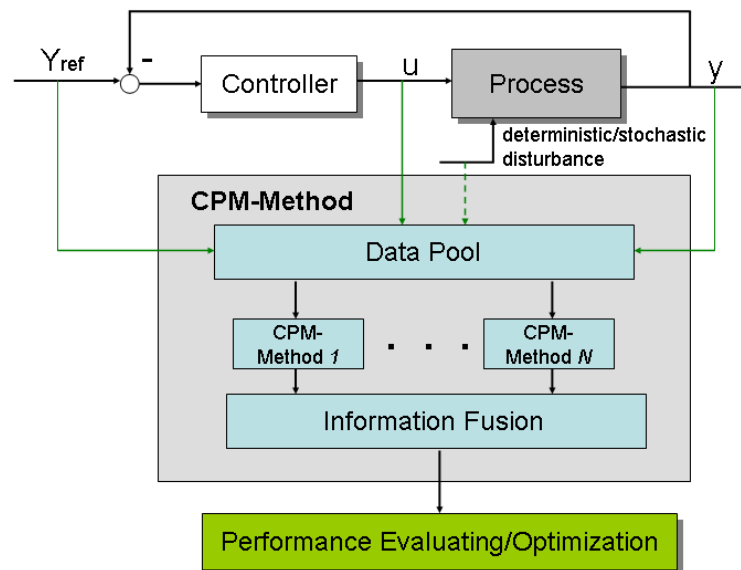 Yref
-
Controller
u
Process
y
deterministic/stochastic
disturbance
CPM-Method
Data Pool
CPM-
Method 1
. . .
CPM-
Method N
Information Fusion
Performance Evaluating/Optimization